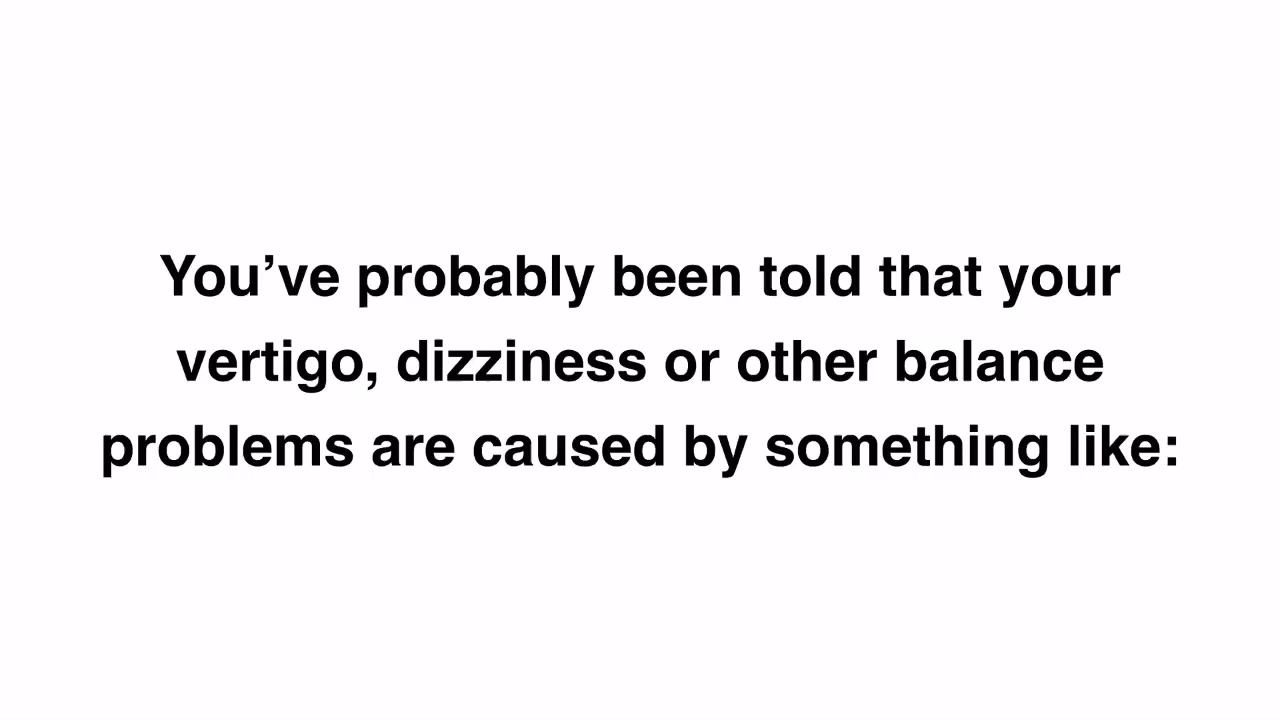 You’ve probably been told that your
vertigo, dizziness or other balance
problems are caused by something like: